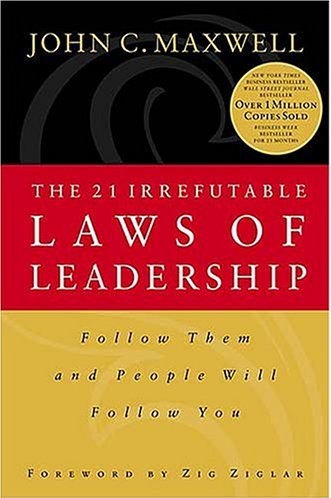 JOHN C. MAXWELL
NEW YORK TIMES
BUSINESS BESTSELLER
WALL STREET JOURNAL
BESTSELLER
OVER 1 MILLION
COPIES SOLD
BUSINESS WEEK
BESTSELLER
FOR 23 MONTHS
THE 21 IRREFUTABLE
LAWS OF
LEADERSHIP
Follow Them
and People Will
Follow You
FOREWORD BY ZIG ZIGLAR